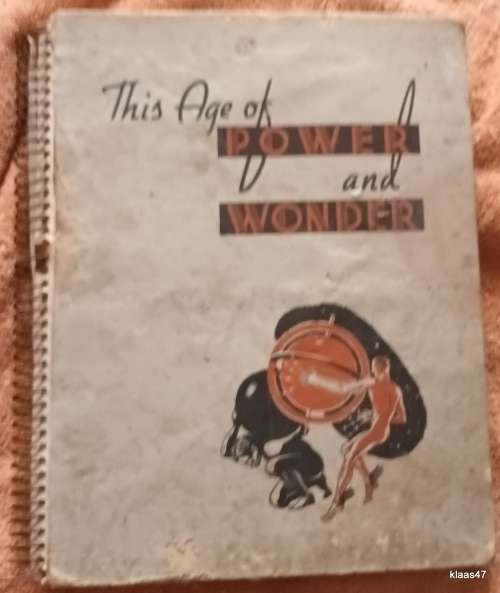 This Age of
POWER
and
WONDER
klaas47